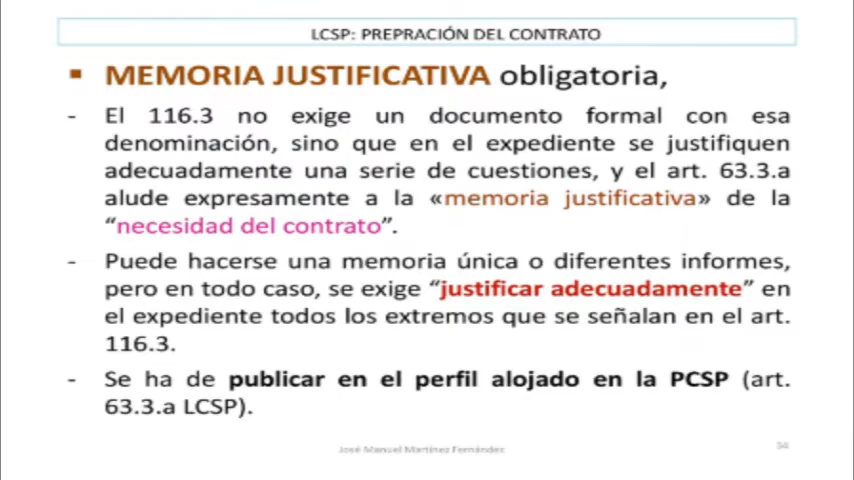 LCSP: PREPRACIÓN DEL CONTRATO
▪ MEMORIA JUSTIFICATIVA obligatoria,
- El 116.3 no exige un documento formal con esa
denominación, sino que en el expediente se justifiquen
adecuadamente una serie de cuestiones, y el art. 63.3.a
alude expresamente a la «memoria justificativa» de la
“necesidad del contrato”.
- Puede hacerse una memoria única o diferentes informes,
pero en todo caso, se exige “justificar adecuadamente” en
el expediente todos los extremos que se señalan en el art.
116.3.
- Se ha de publicar en el perfil alojado en la PCSP (art.
63.3.a LCSP).
José Manuel Martínez Fernández
34